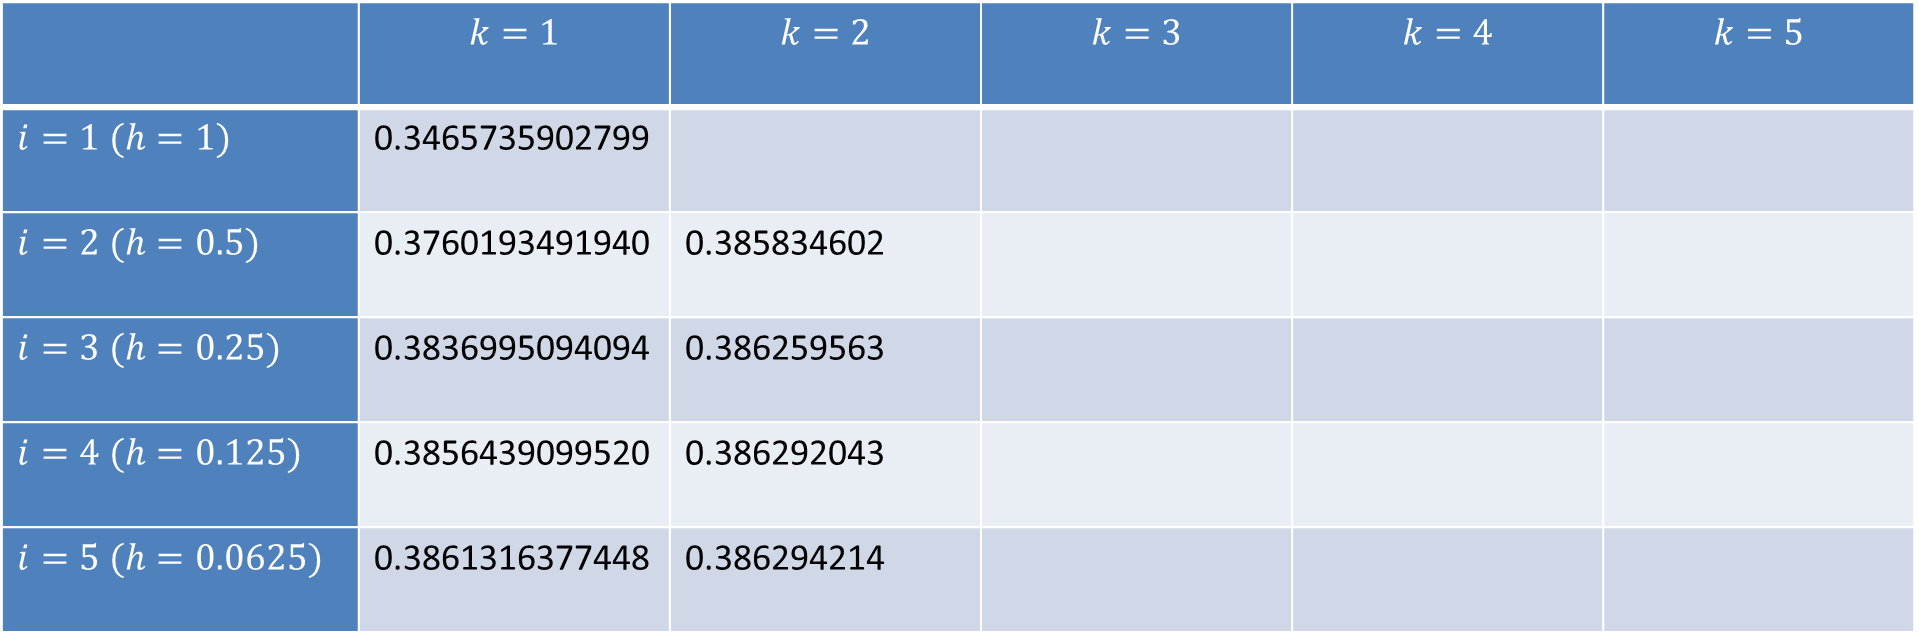 k = 1 k = 2 k = 3 k = 4 k = 5
i = 1 (h = 1) 0.3465735902799
i = 2 (h = 0.5) 0.3760193491940 0.385834602
i = 3 (h = 0.25) 0.3836995094094 0.386259563
i = 4 (h = 0.125) 0.3856439099520 0.386292043
i = 5 (h = 0.0625) 0.3861316377448 0.386294214